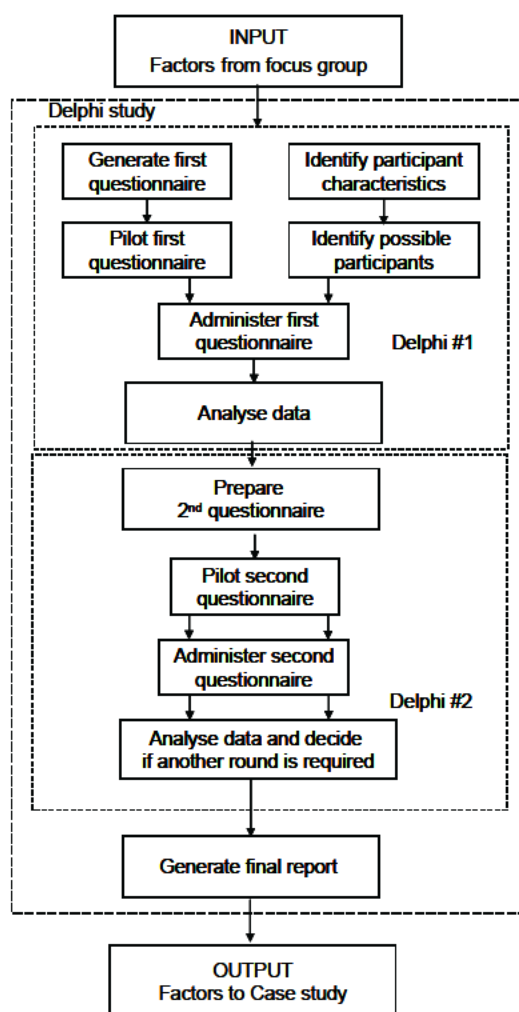 INPUT
Factors from focus group
Delphi study
Generate first
questionnaire
Identify participant
characteristics
Pilot first
questionnaire
Identify possible
participants
Administer first
questionnaire
Delphi #1
Analyse data
Prepare
2nd questionnaire
Pilot second
questionnaire
Administer second
questionnaire
Delphi #2
Analyse data and decide
if another round is required
Generate final report
OUTPUT
Factors to Case study